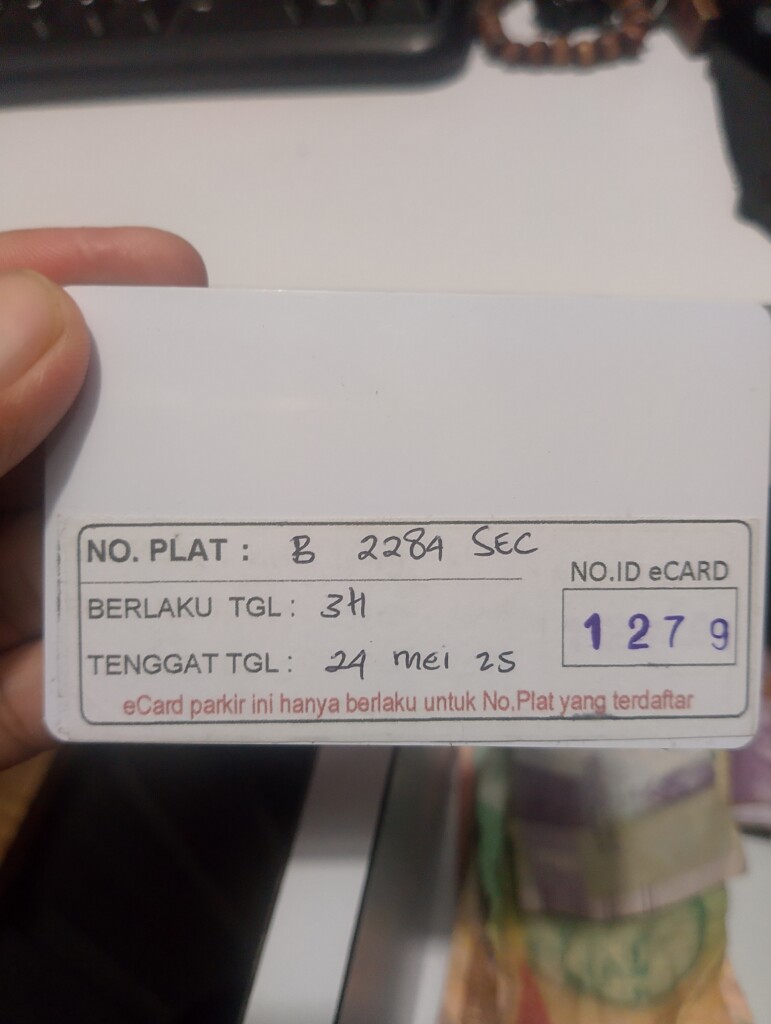 NO. PLAT : B 2284 SEC
NO.ID eCARD
BERLAKU TGL : 3H
1279
TENGGAT TGL : 24 mei 25
eCard parkir ini hanya berlaku untuk No.Plat yang terdaftar